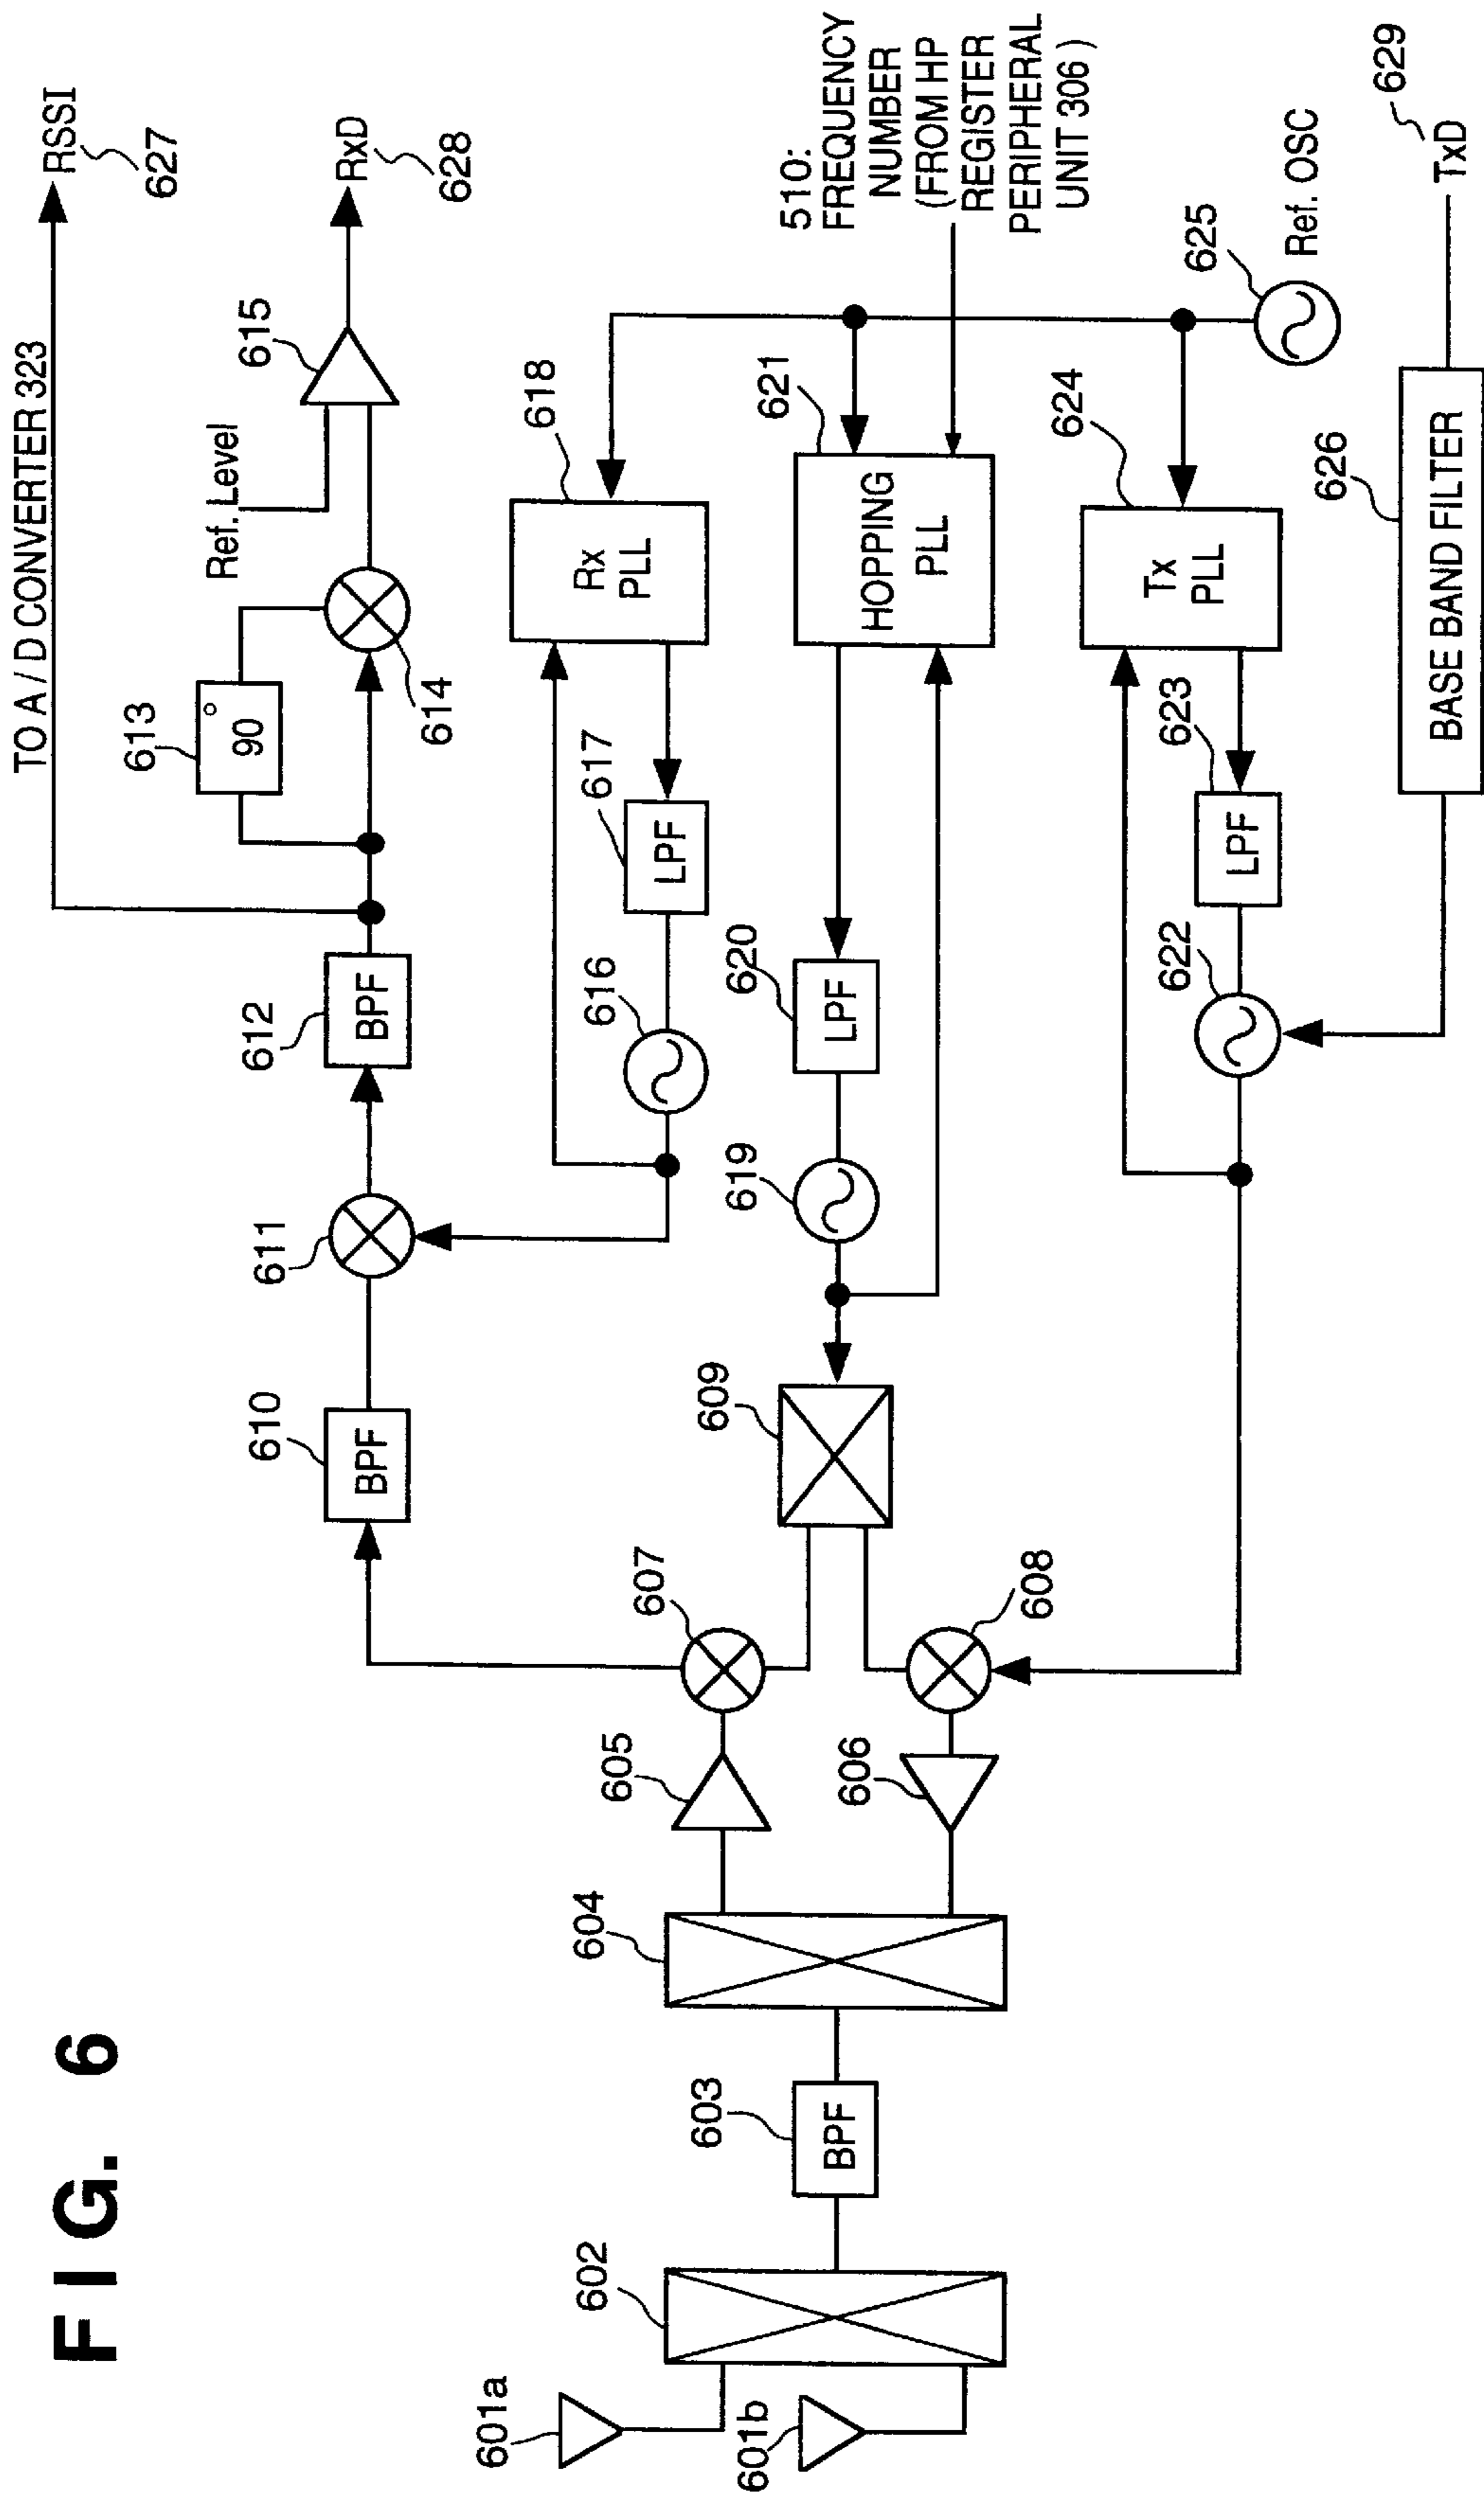 FIG. 6
TO A / D CONVERTER 323
RSSI
627
613
90°
Ref. Level
615
RxD
628
610
BPF
611
612
BPF
614
616
617
LPF
618
Rx
PLL
510:
FREQUENCY
NUMBER
(FROM HP
REGISTER
PERIPHERAL
UNIT 306)
601a
601b
602
603
BPF
604
605
606
607
608
609
619
620
LPF
621
HOPPING
PLL
622
623
LPF
624
Tx
PLL
625
Ref. OSC
626
BASE BAND FILTER
TxD
629